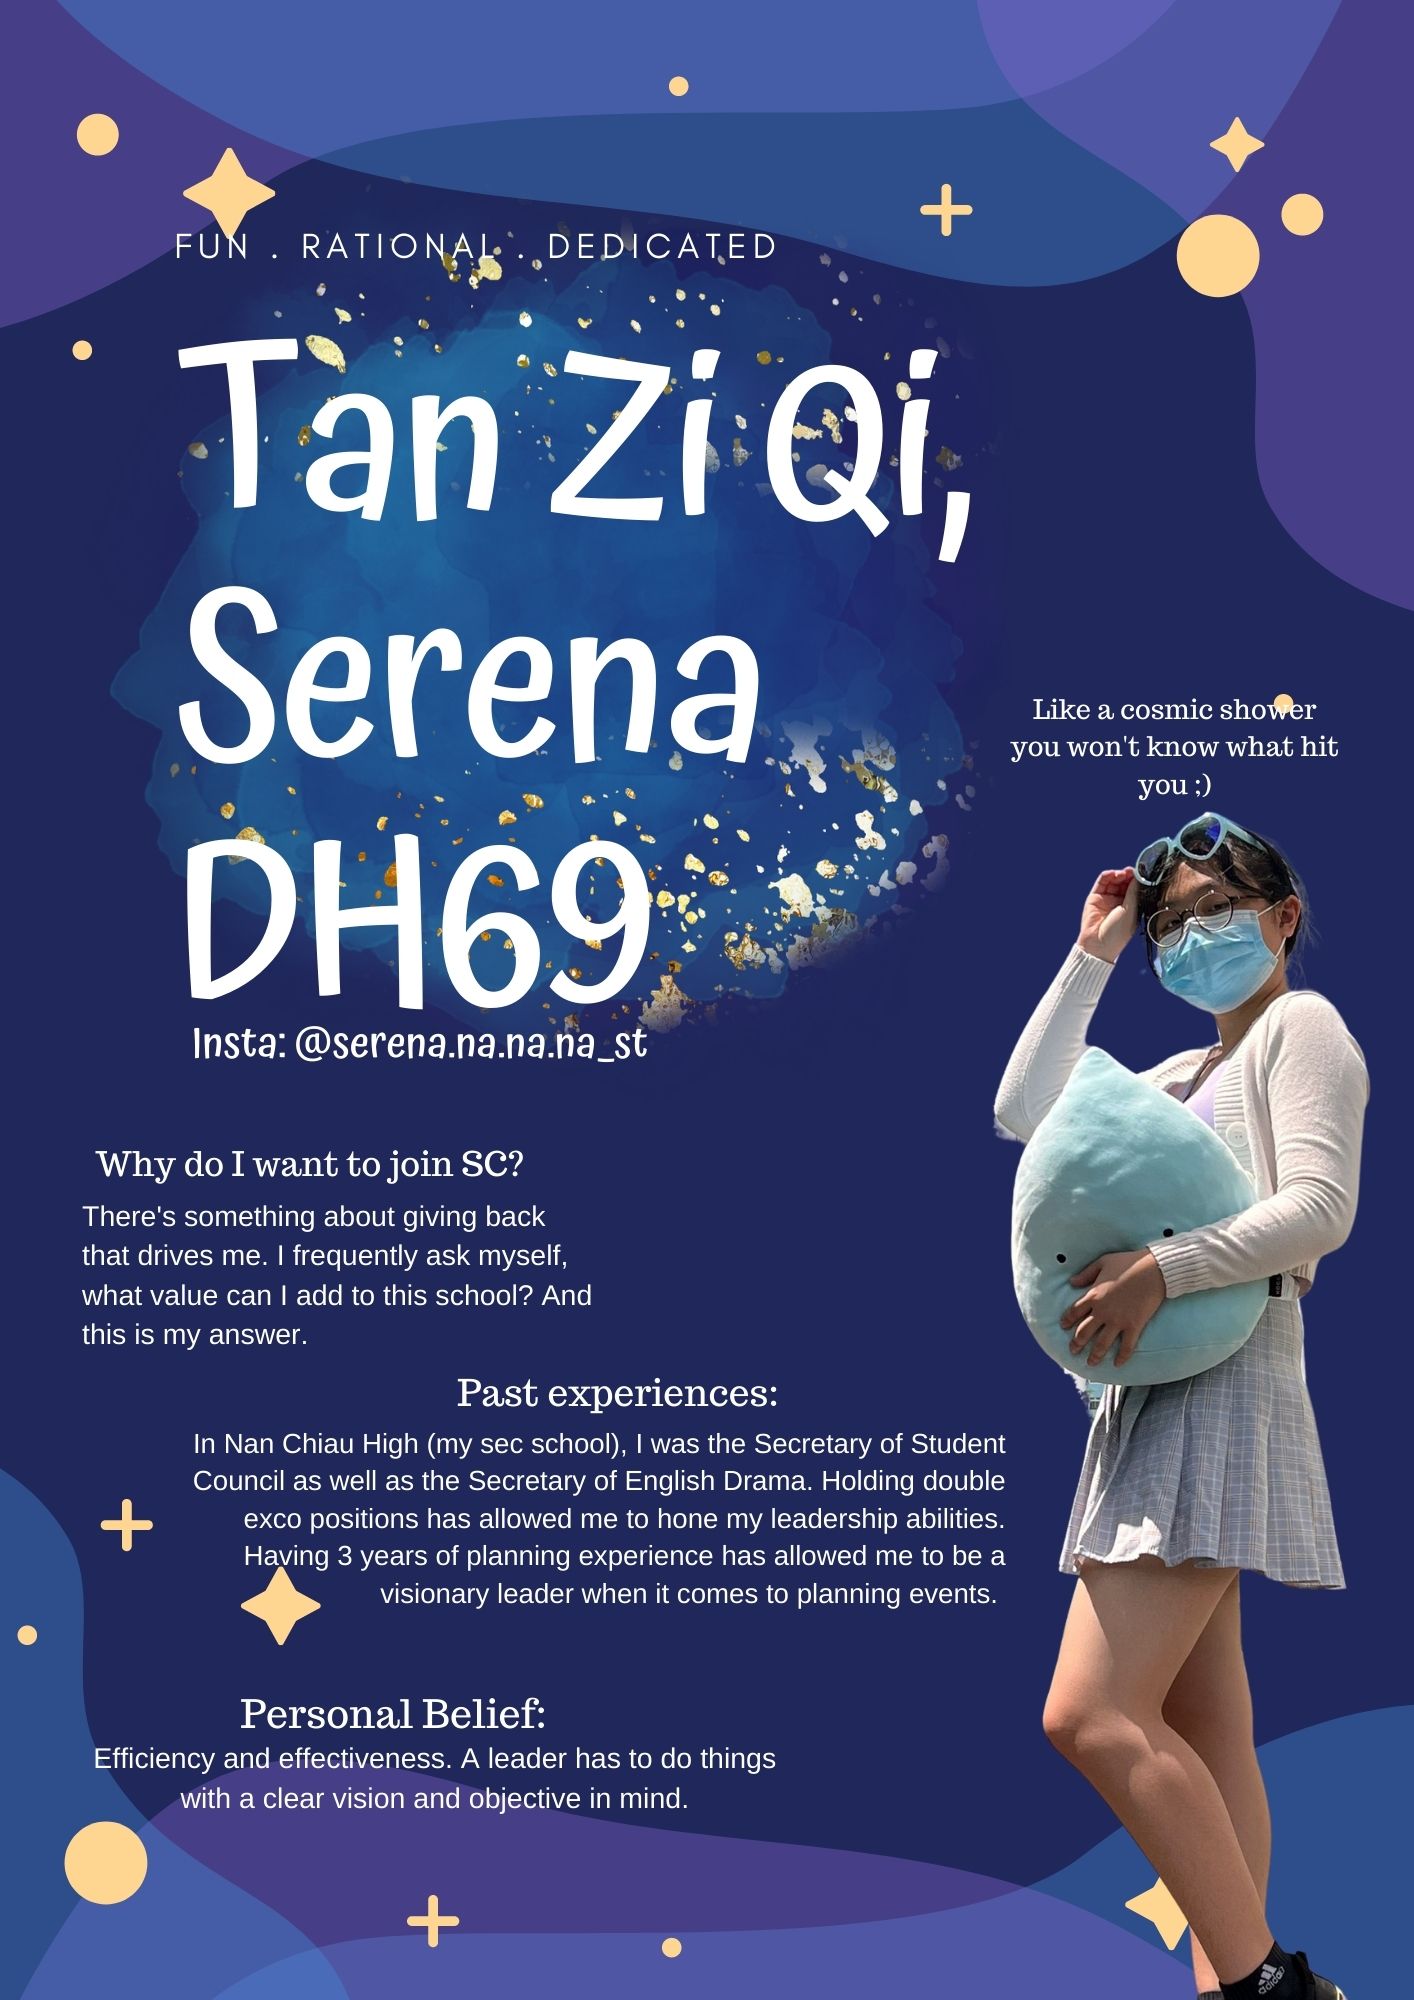 FUN . RATIONAL . DEDICATED
Tan Zi Qi,
Serena
DH69
Insta: @serena.na.na.na_st
Like a cosmic shower
you won't know what hit
you ;)
Why do I want to join SC?
There's something about giving back
that drives me. I frequently ask myself,
what value can I add to this school? And
this is my answer.
Past experiences:
In Nan Chiau High (my sec school), I was the Secretary of Student
Council as well as the Secretary of English Drama. Holding double
exco positions has allowed me to hone my leadership abilities.
Having 3 years of planning experience has allowed me to be a
visionary leader when it comes to planning events.
Personal Belief:
Efficiency and effectiveness. A leader has to do things
with a clear vision and objective in mind.
adidas